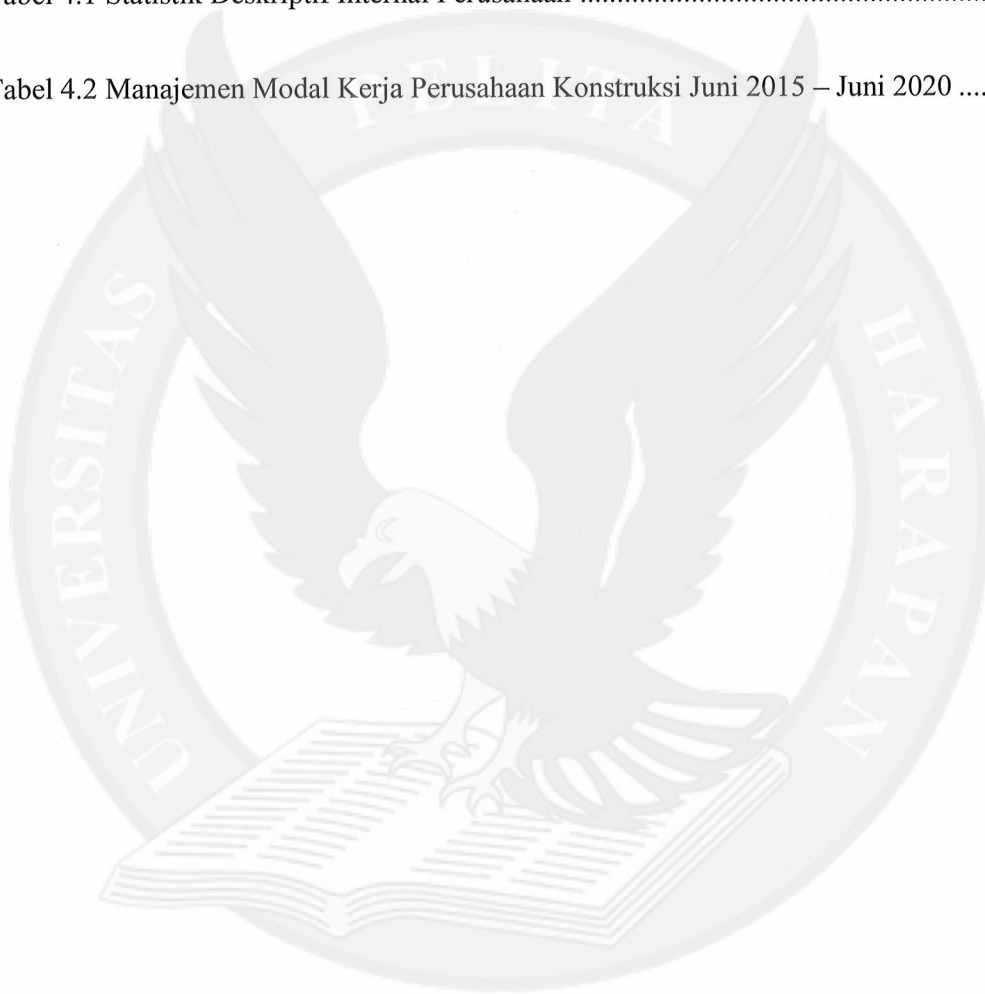 Tabel 4.1 Statistik Deskriptif Internal Perusahaan ........................................................
Tabel 4.2 Manajemen Modal Kerja Perusahaan Konstruksi Juni 2015 – Juni 2020 ....
UNIVERSITAS PELITA HARAPAN